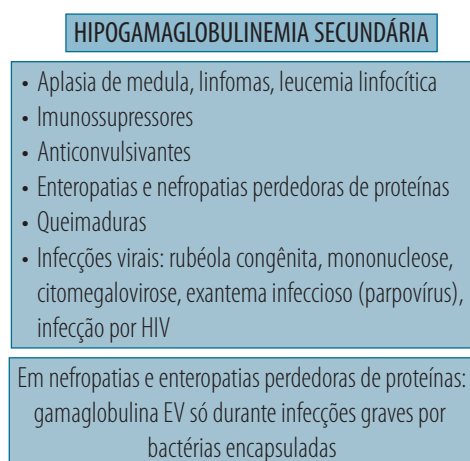 HIPOGAMAGLOBULINEMIA SECUNDÁRIA
• Aplasia de medula, linfomas, leucemia linfocítica
• Imunossupressores
• Anticonvulsivantes
• Enteropatias e nefropatias perdedoras de proteínas
• Queimaduras
• Infecções virais: rubéola congênita, mononucleose,
citomegalovirose, exantema infeccioso (parpovírus),
infecção por HIV
Em nefropatias e enteropatias perdedoras de proteínas:
gamaglobulina EV só durante infecções graves por
bactérias encapsuladas